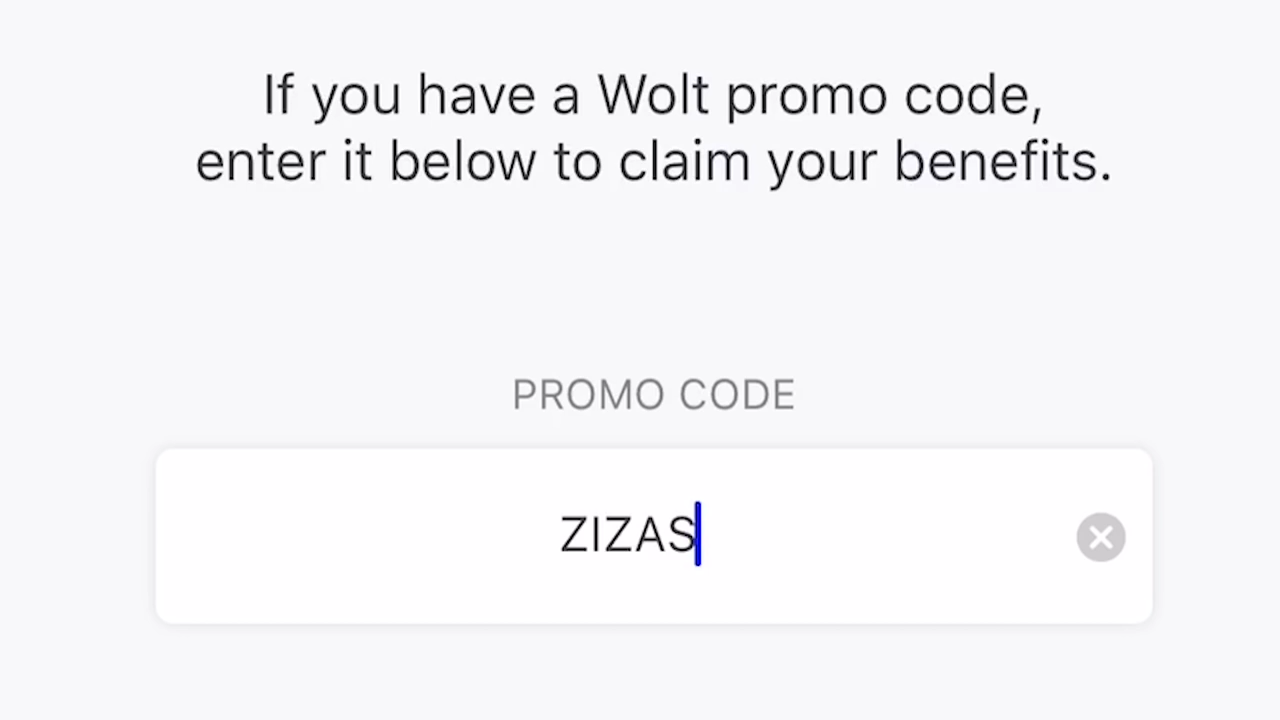 If you have a Wolt promo code,
enter it below to claim your benefits.
PROMO CODE
ZIZAS